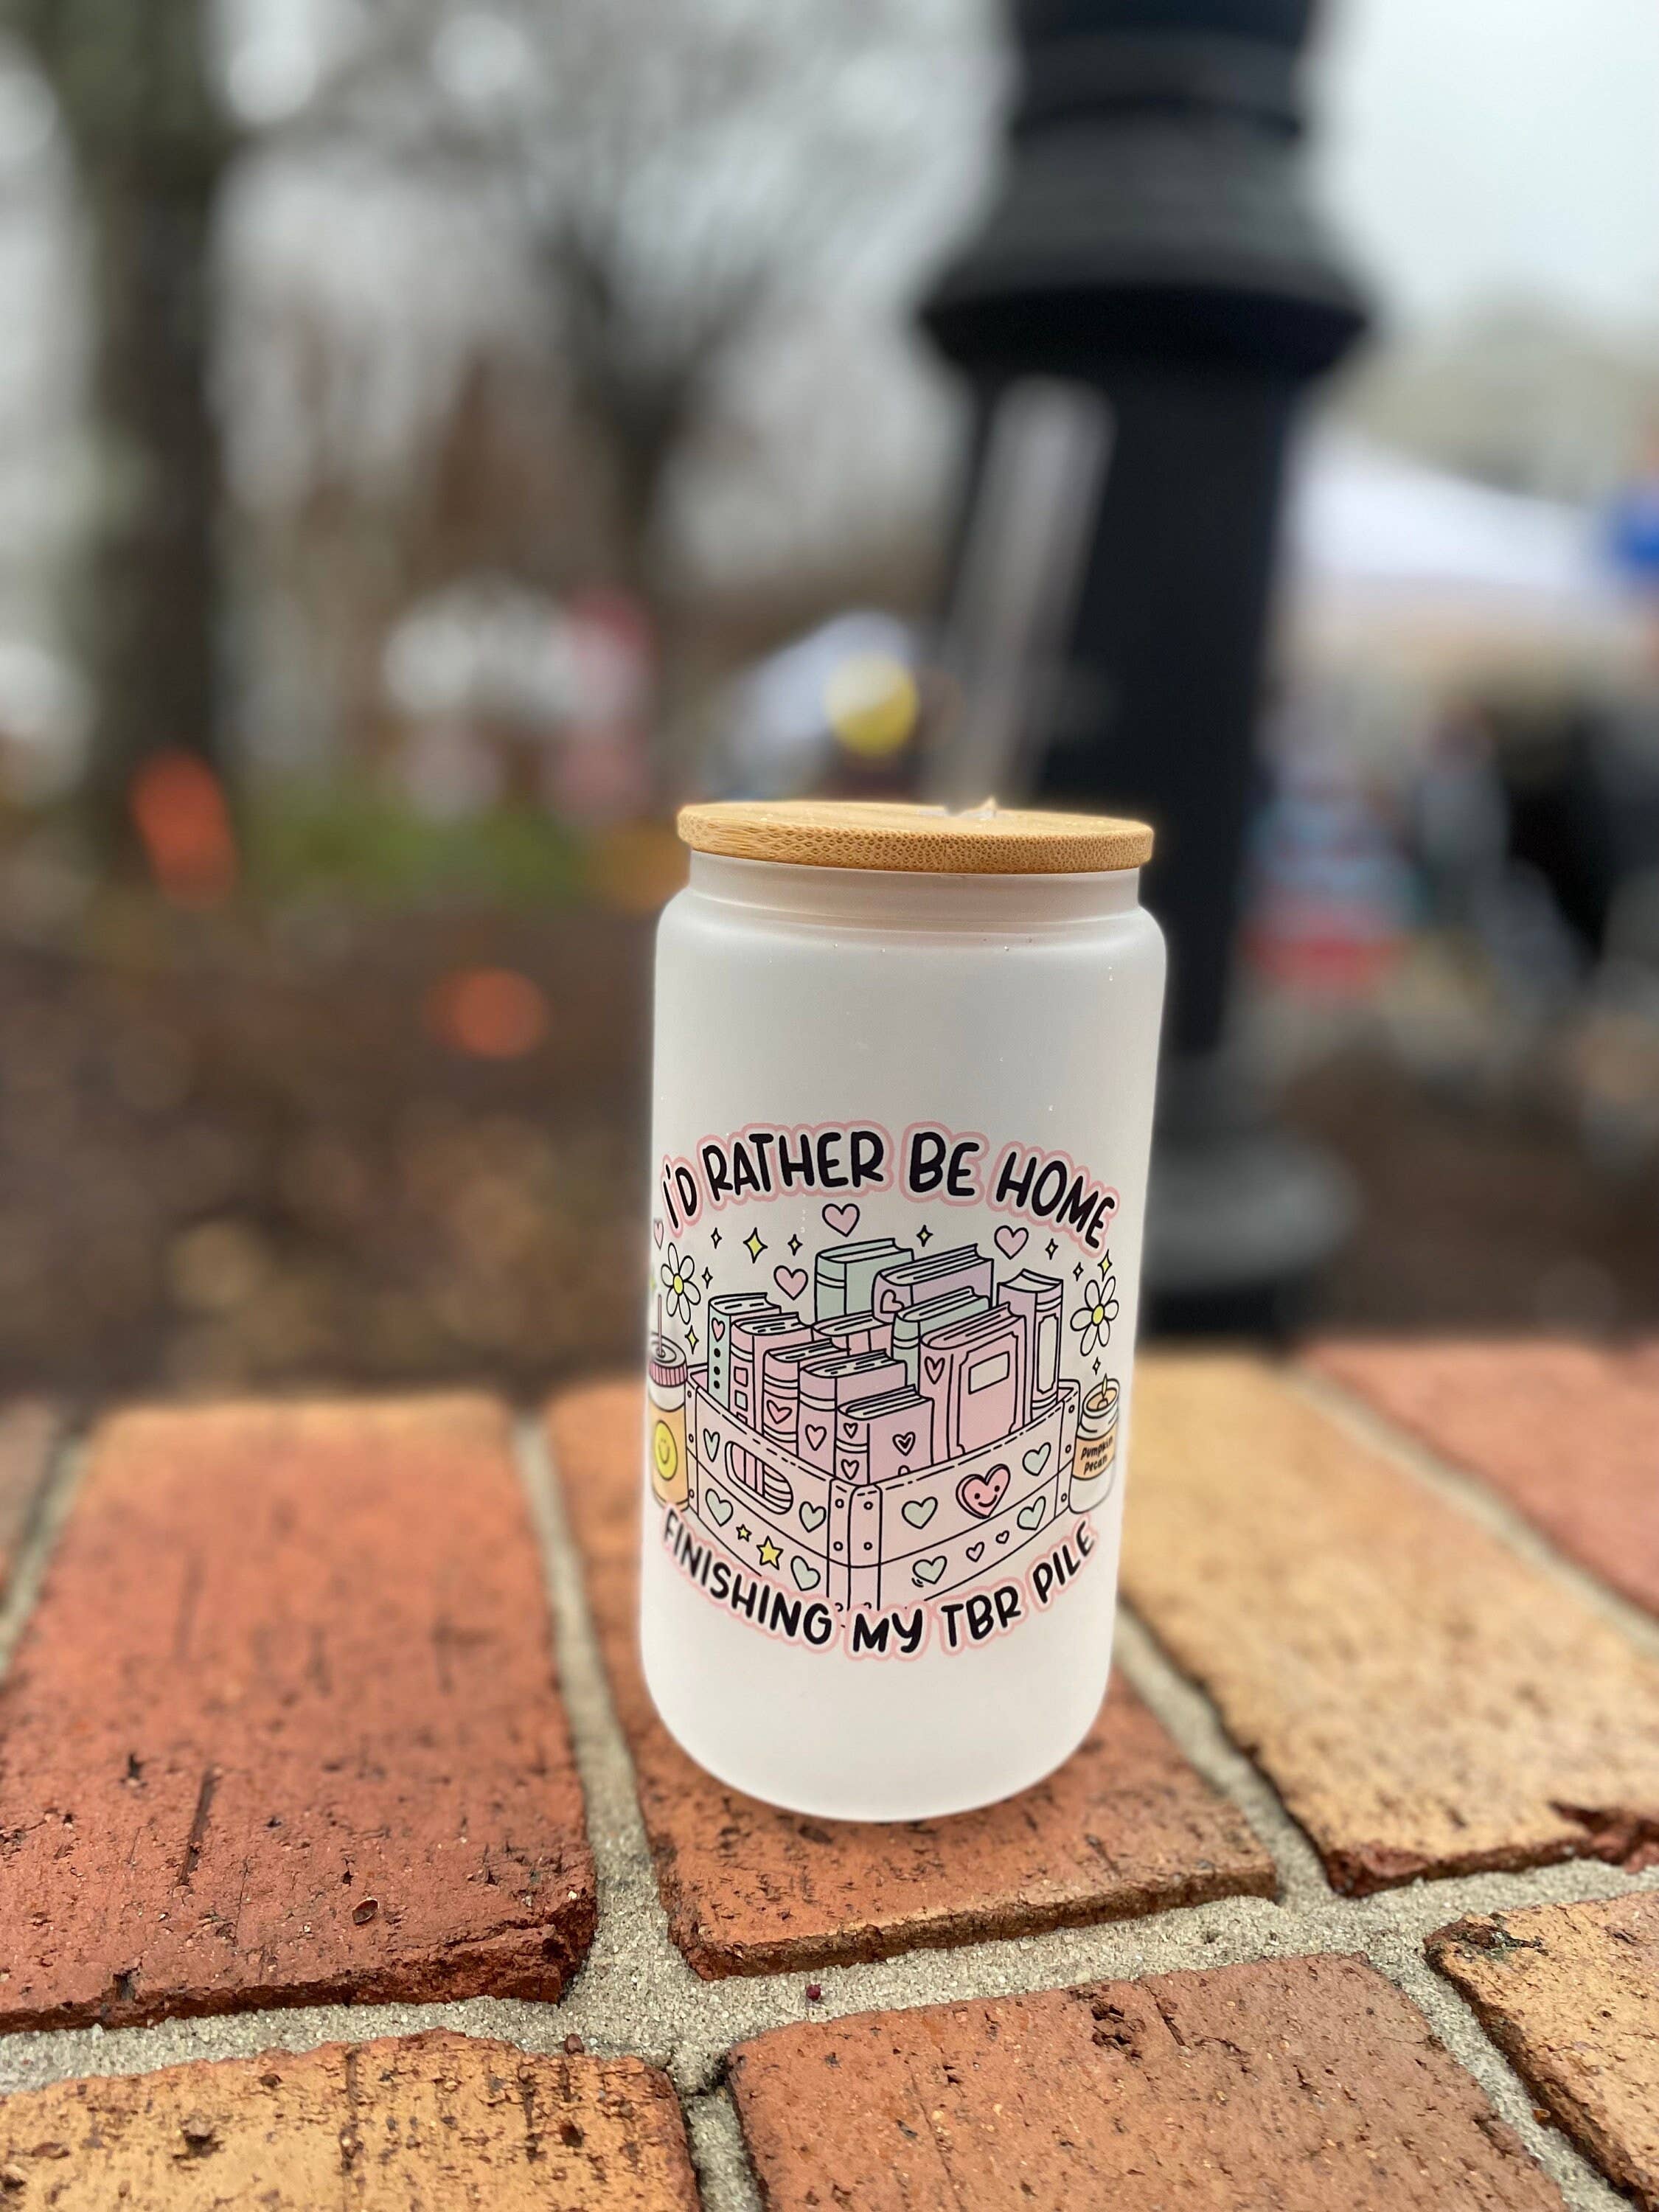 I'D RATHER BE HOME
Pumpkin
Pecan
FINISHING MY TBR PILE